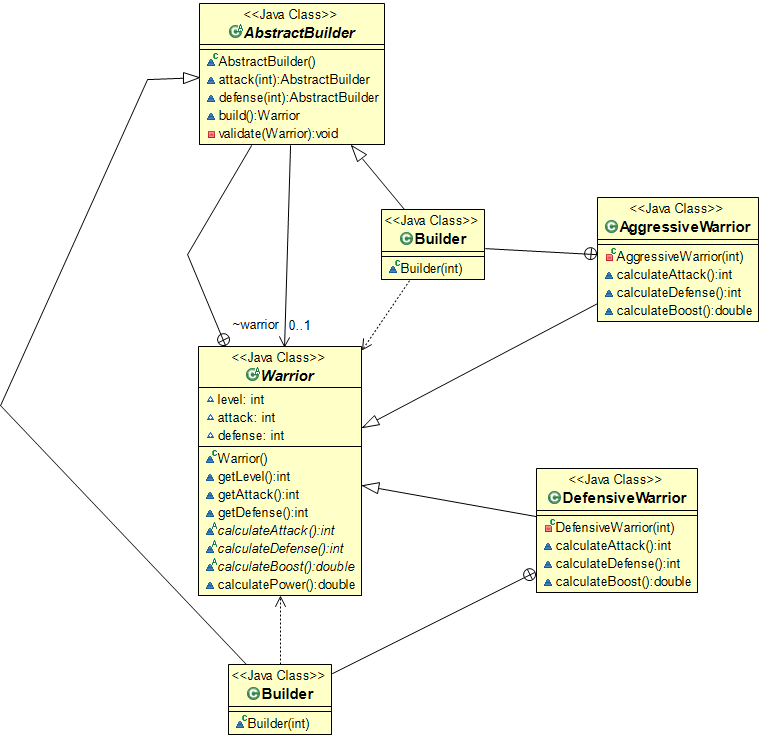 <<Java Class>>
AbstractBuilder
AbstractBuilder()
attack(int):AbstractBuilder
defense(int):AbstractBuilder
build():Warrior
validate(Warrior):void
<<Java Class>>
Builder
Builder(int)
<<Java Class>>
AggressiveWarrior
AggressiveWarrior(int)
calculateAttack():int
calculateDefense():int
calculateBoost():double
~warrior 0..1
<<Java Class>>
Warrior
level: int
attack: int
defense: int
Warrior()
getLevel():int
getAttack():int
getDefense():int
calculateAttack():int
calculateDefense():int
calculateBoost():double
calculatePower():double
<<Java Class>>
DefensiveWarrior
DefensiveWarrior(int)
calculateAttack():int
calculateDefense():int
calculateBoost():double
<<Java Class>>
Builder
Builder(int)